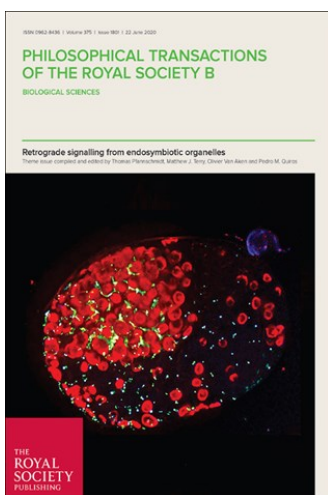 ISSN 0962-8436 | Volume 375 | Issue 1801 | 22 June 2020
PHILOSOPHICAL TRANSACTIONS
OF THE ROYAL SOCIETY B
BIOLOGICAL SCIENCES
Retrograde signalling from endosymbiotic organelles
Theme issue compiled and edited by Thomas Pfannschmidt, Matthew J. Terry, Olivier Van Aken and Pedro M. Quiros
THE
ROYAL
SOCIETY
PUBLISHING